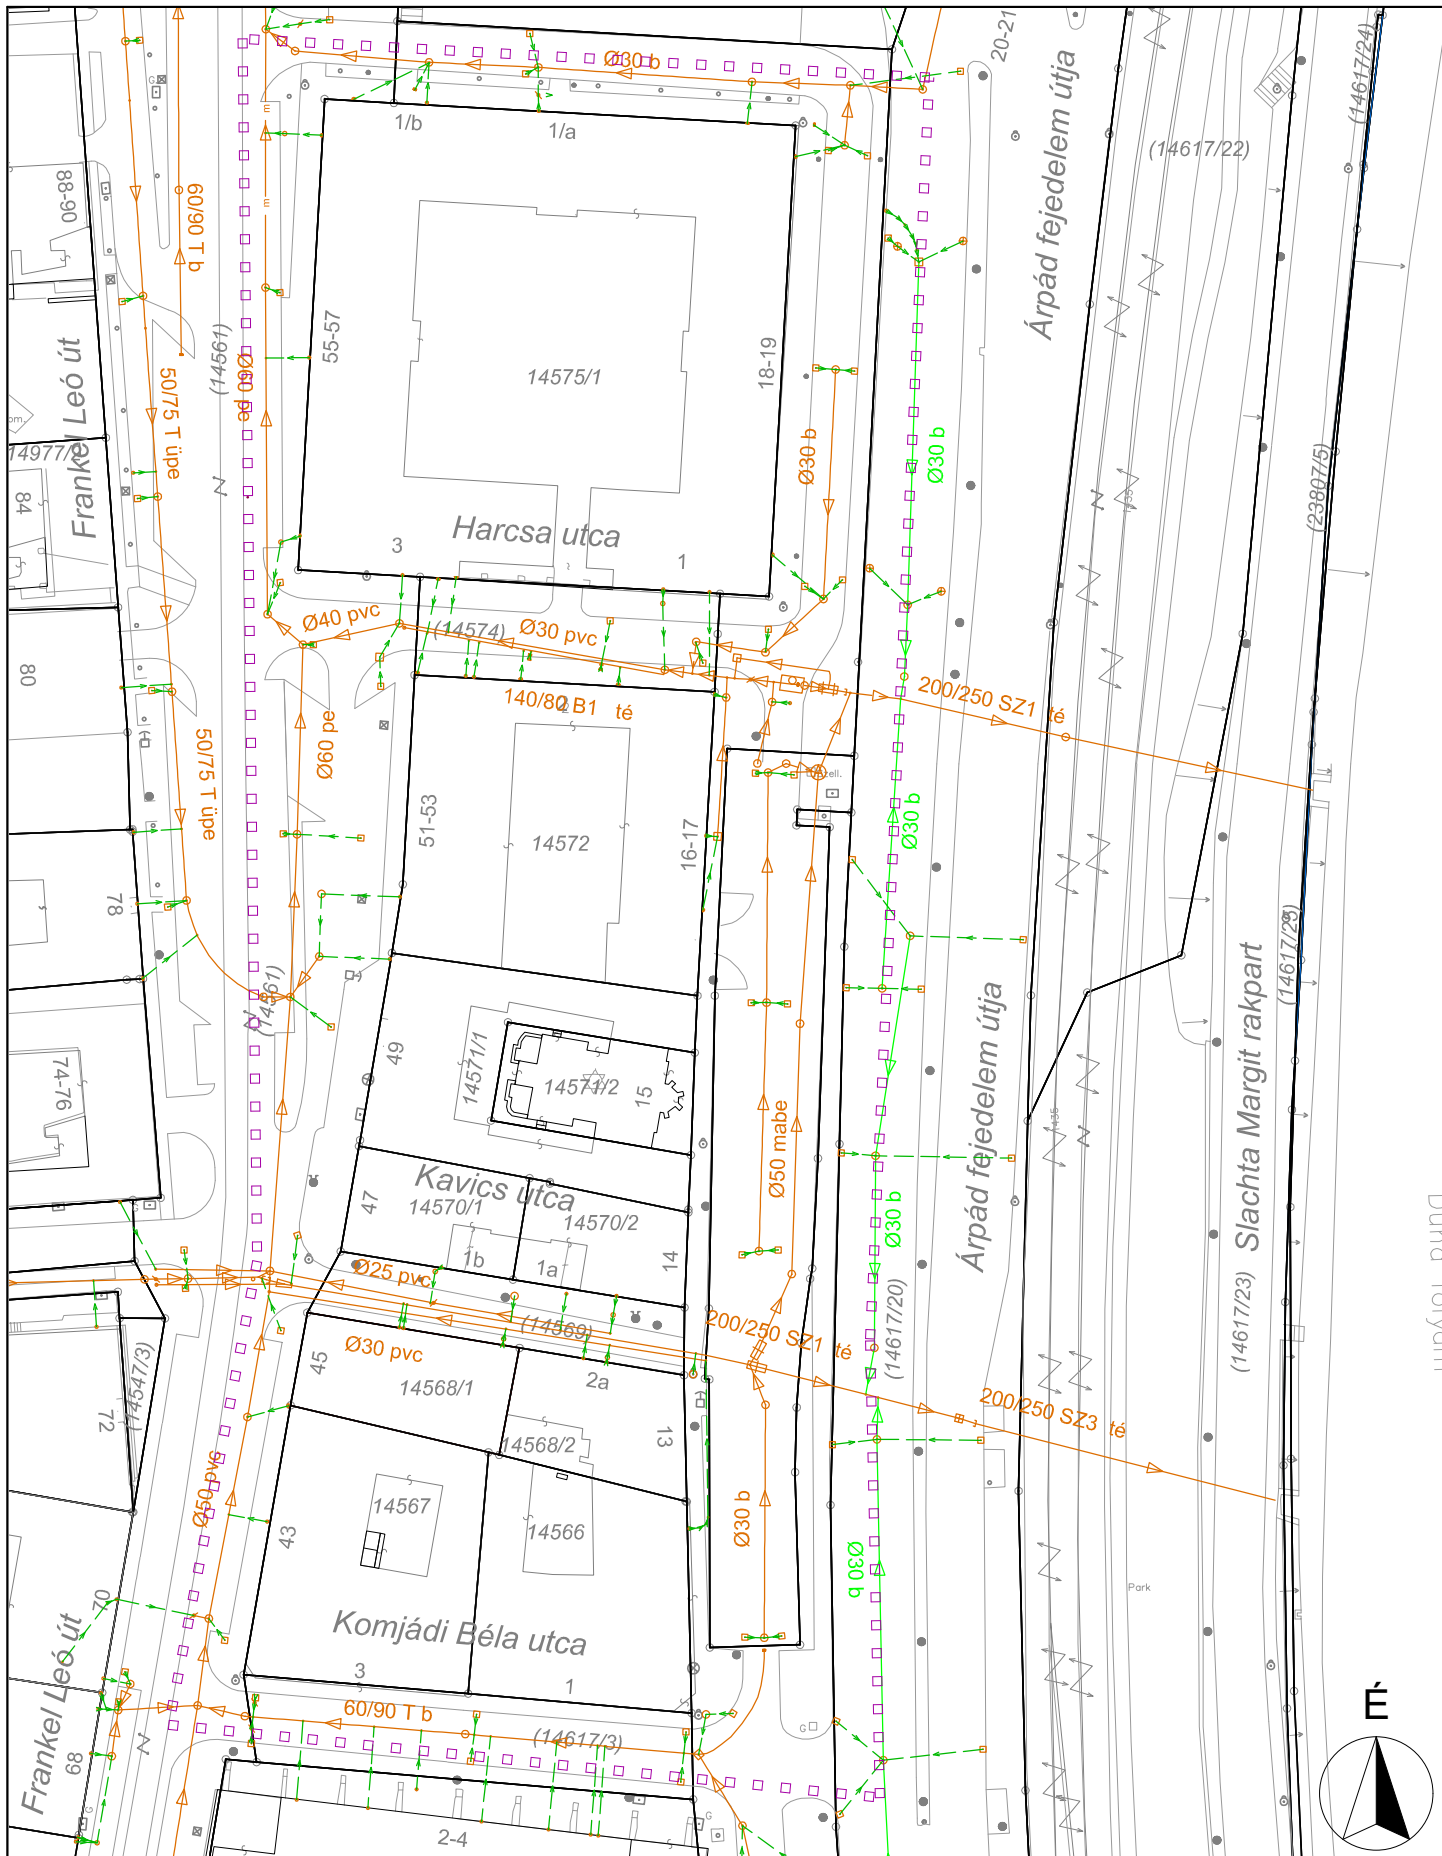 20-21
(14617/24)
Ø30 b
1/b
1/a
Árpád fejedelem útja
(14617/22)
88-90
60/90 T b
(14561)
Ø60 pe
55-57
14575/1
18-19
Frankel Leó út
50/75 T üpe
84
Ø30 b
Ø30 b
(23807/5)
Harcsa utca
3
1
Ø40 pvc
(14574)
Ø30 pvc
80
140/80 B1 té
2
200/250 SZ1 té
Ø60 pe
50/75 T üpe
51-53
14572
16-17
Ø30 b
78
(14561)
49
14571/1
14571/2
15
74-76
Ø50 mabe
Árpád fejedelem útja
Slachta Margit rakpart
(14617/25)
Kavics utca
47
14570/1
14570/2
1b
1a
14
Ø30 b
Duna folyam
Ø25 pvc
(14569)
200/250 SZ1 té
(14617/20)
(14617/23)
Ø30 pvc
45
14568/1
2a
(14547/3)
72
200/250 SZ3 té
14568/2
13
Ø50 pvc
43
14567
14566
Ø30 b
Ø30 b
Park
70
Komjádi Béla utca
3
1
Frankel Leó út
60/90 T b
(14617/3)
68
2-4
É